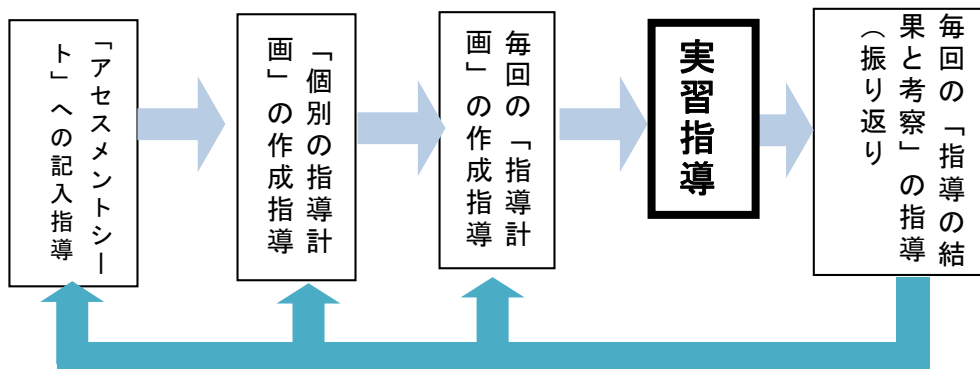 「アセスメントシー
ト」への記入指導
「個別の指導計
画」の作成指導
毎回の「指導計
画」の作成指導
実習指導
毎回の「指導の結
果と考察」の指導
（振り返り